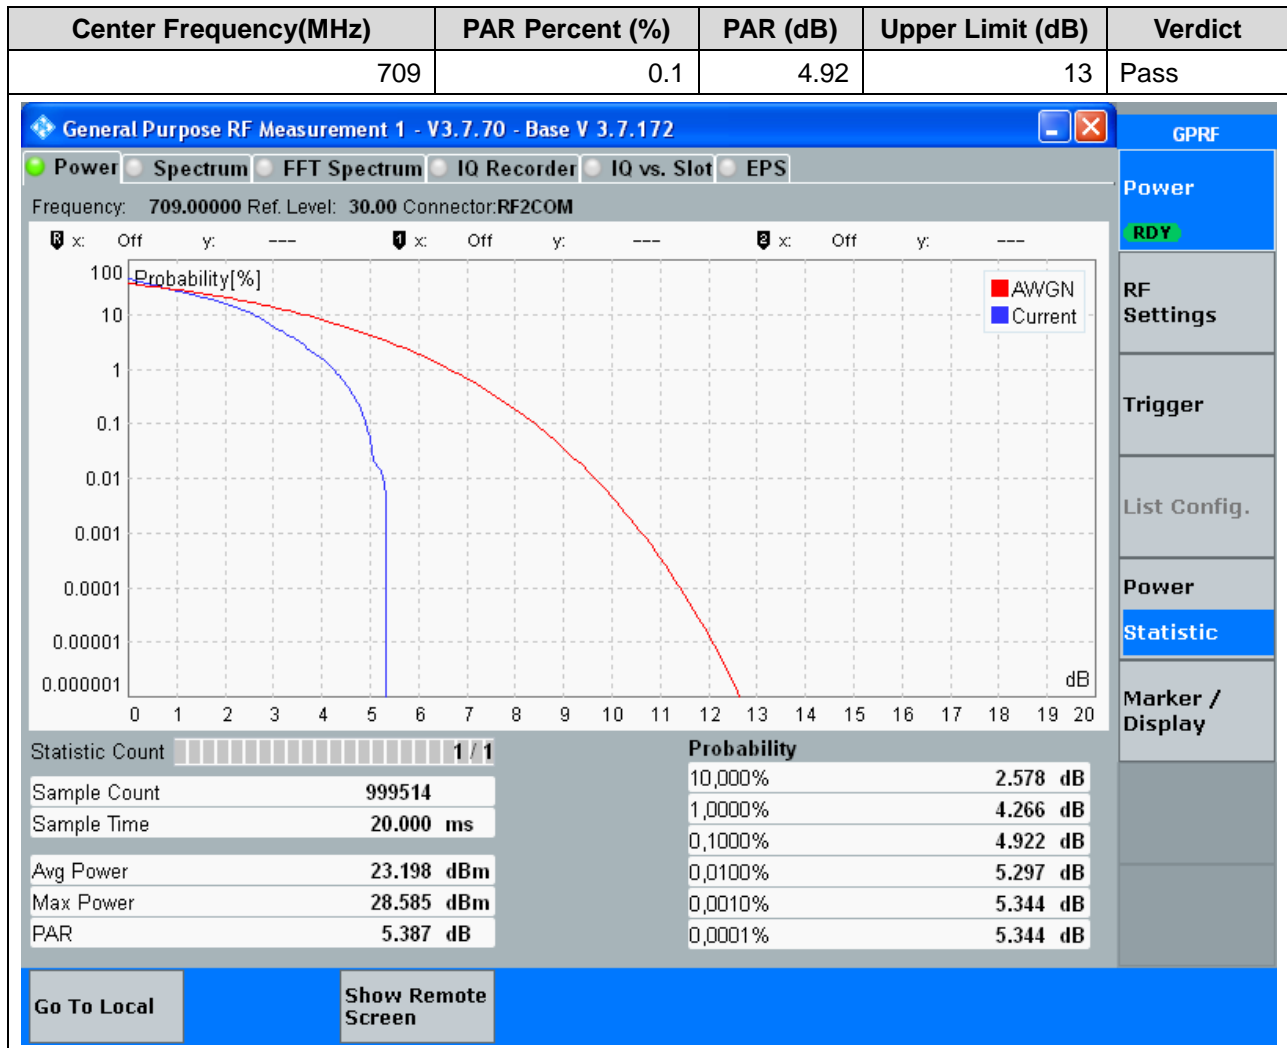 Center Frequency(MHz) PAR Percent (%) PAR (dB) Upper Limit (dB) Verdict
709 0.1 4.92 13 Pass
General Purpose RF Measurement 1 - V3.7.70 - Base V 3.7.172
GPRF
Power Spectrum FFT Spectrum IQ Recorder IQ vs. Slot EPS
Power
RDY
Frequency: 709.00000 Ref. Level: 30.00 Connector:RF2COM
R x: Off y: --- 1 x: Off y: --- 2 x: Off y: ---
Probability[%]
100
10
1
0.1
0.01
0.001
0.0001
0.00001
0.000001
AWGN
Current
dB
0 1 2 3 4 5 6 7 8 9 10 11 12 13 14 15 16 17 18 19 20
RF
Settings
Trigger
List Config.
Power
Statistic
Marker /
Display
Statistic Count 1 / 1
Sample Count 999514
Sample Time 20.000 ms
Avg Power 23.198 dBm
Max Power 28.585 dBm
PAR 5.387 dB
Probability
10,000% 2.578 dB
1,0000% 4.266 dB
0,1000% 4.922 dB
0,0100% 5.297 dB
0,0010% 5.344 dB
0,0001% 5.344 dB
Go To Local
Show Remote
Screen